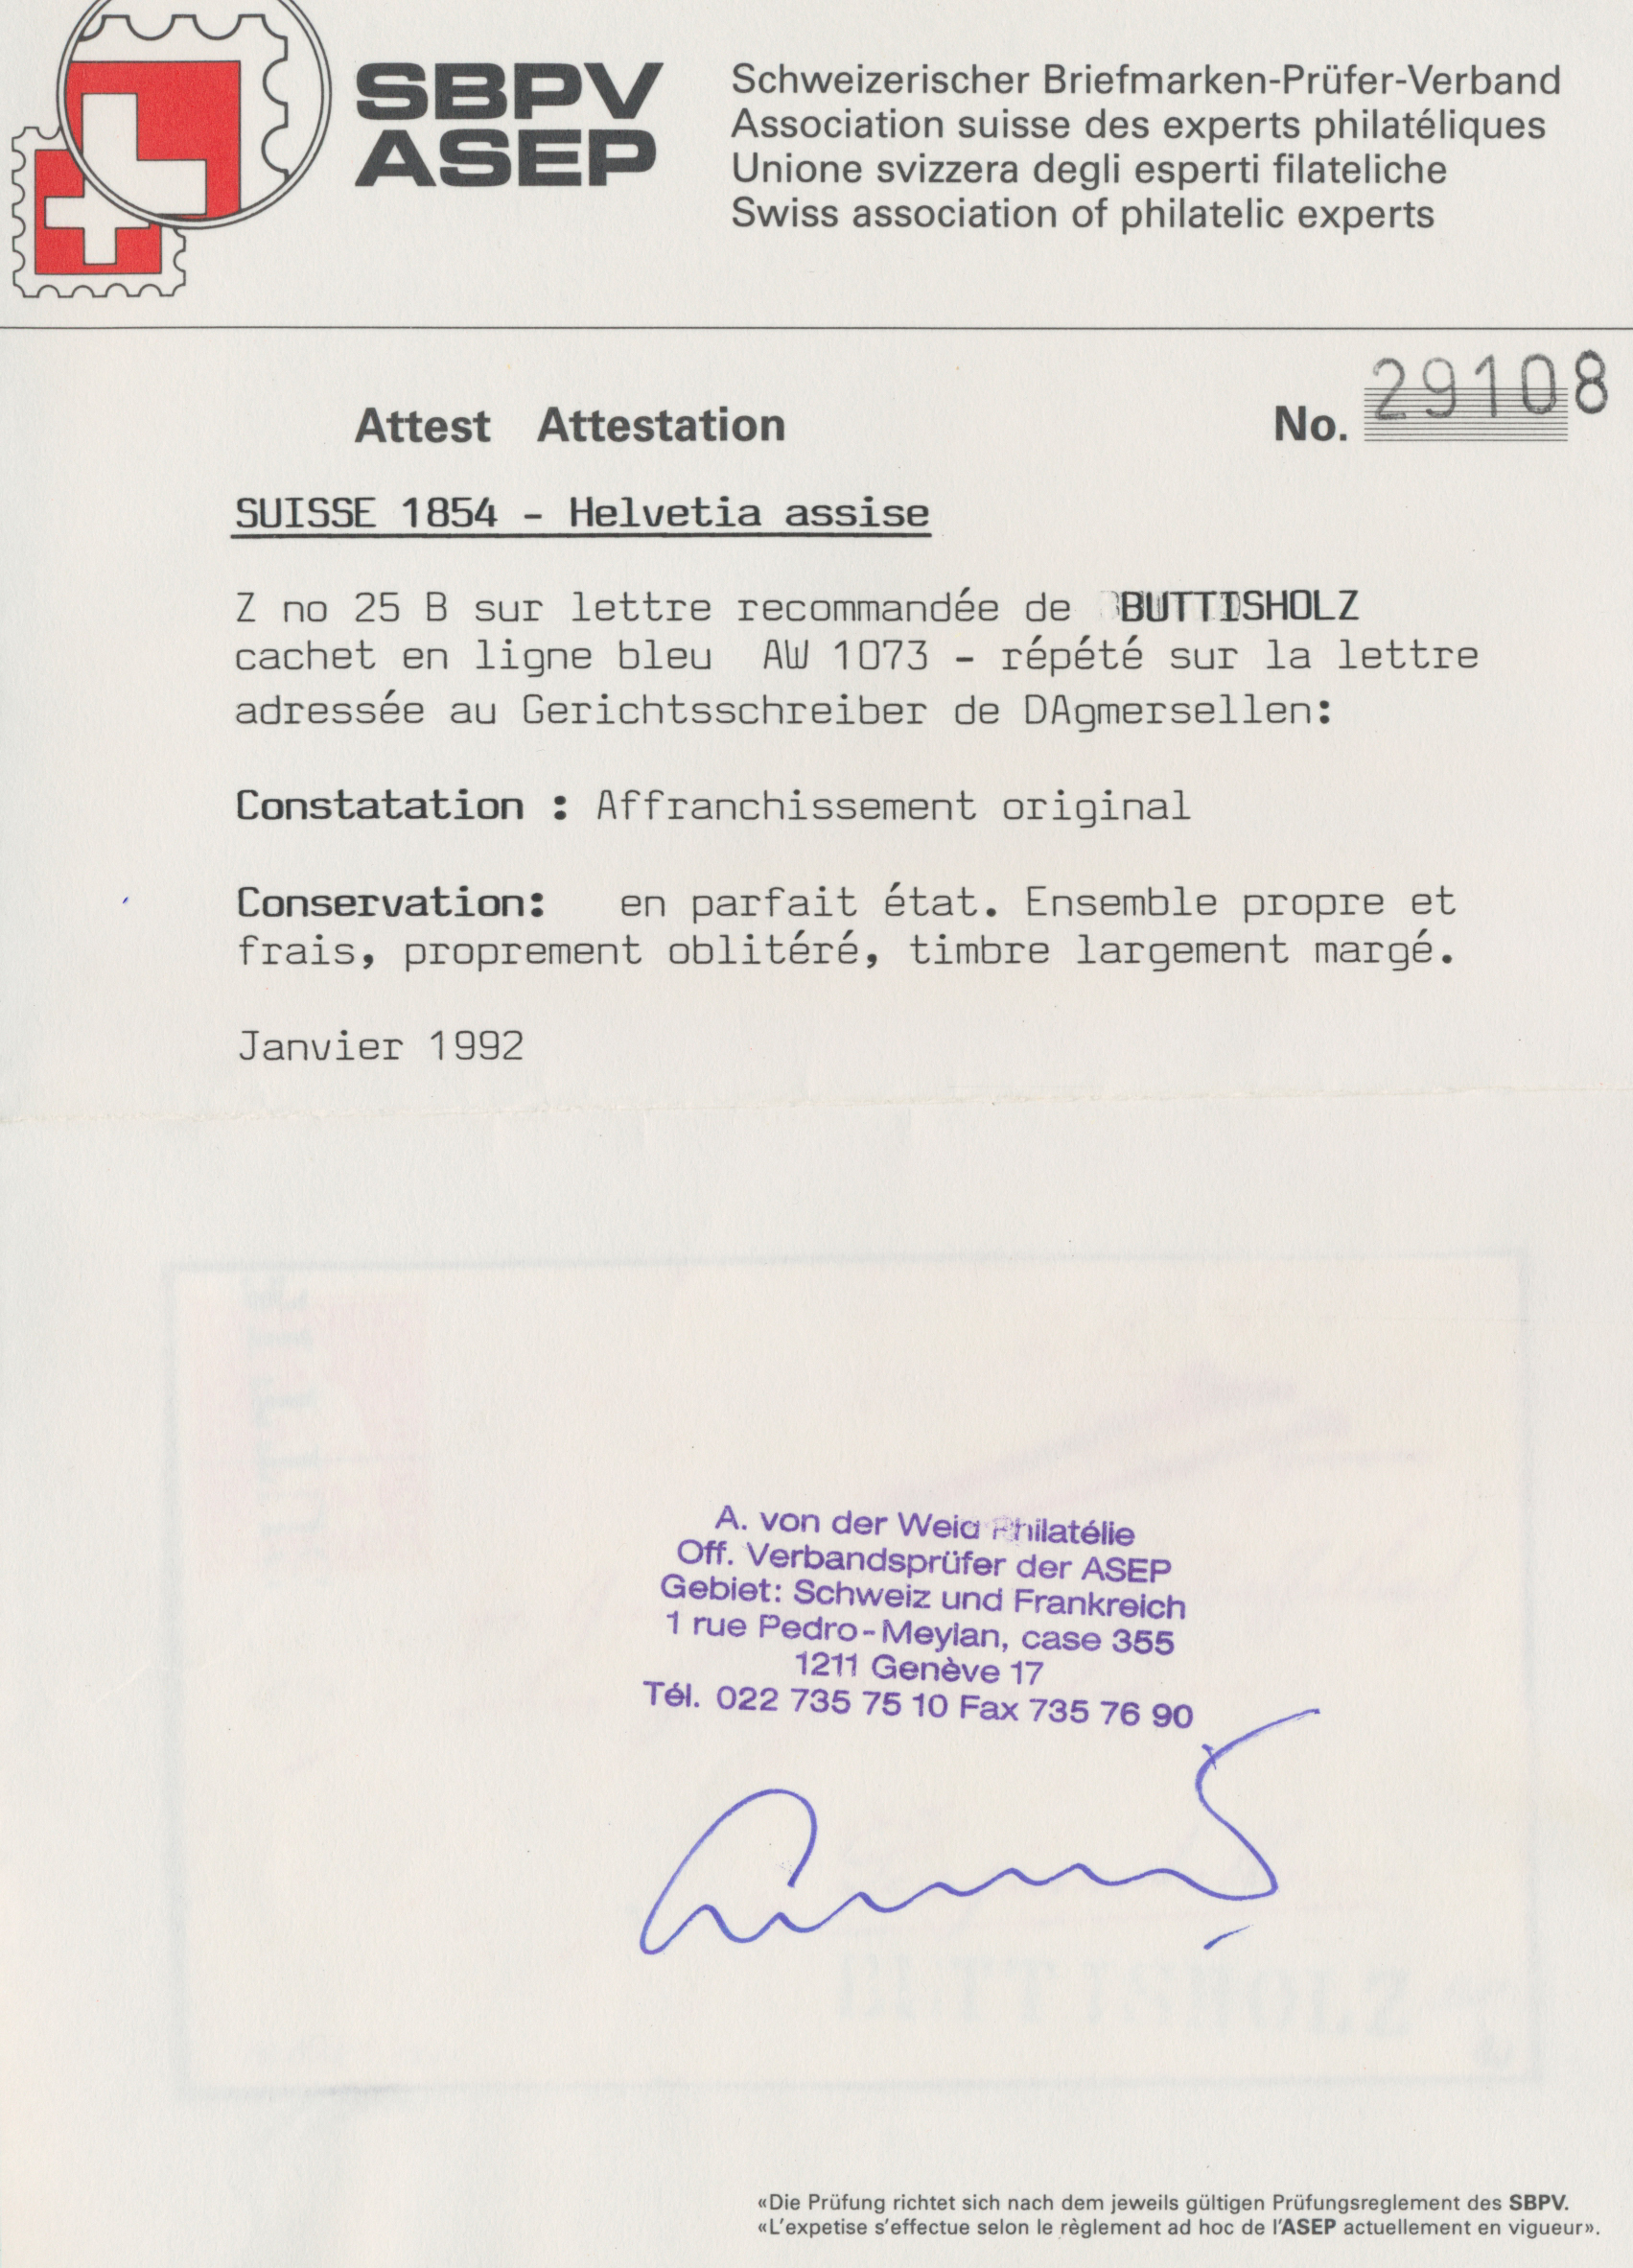 SBPV
ASEP
Schweizerischer Briefmarken-Prüfer-Verband
Association suisse des experts philatéliques
Unione svizzera degli esperti filateliche
Swiss association of philatelic experts
Attest Attestation
No. 29108
SUISSE 1854 - Helvetia assise
Z no 25 B sur lettre recommandée de BUTTISHOLZ
cachet en ligne bleu AW 1073 - répété sur la lettre
adressée au Gerichtsschreiber de DAgmersellen:
Constatation : Affranchissement original
Conservation: en parfait état. Ensemble propre et
frais, proprement oblitéré, timbre largement margé.
Janvier 1992
A. von der Weid Philatélie
Off. Verbandsprüfer der ASEP
Gebiet: Schweiz und Frankreich
1 rue Pedro-Meylan, case 355
1211 Genève 17
Tél. 022 735 75 10 Fax 735 76 90
BUTTISHOLZ
«Die Prüfung richtet sich nach dem jeweils gültigen Prüfungsreglement des SBPV.
«L'expetise s'effectue selon le règlement ad hoc de l'ASEP actuellement en vigueur».